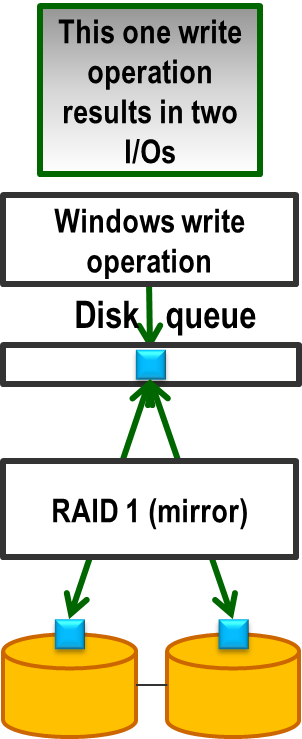 This one write
operation
results in two
I/Os
Windows write
operation
Disk queue
RAID 1 (mirror)